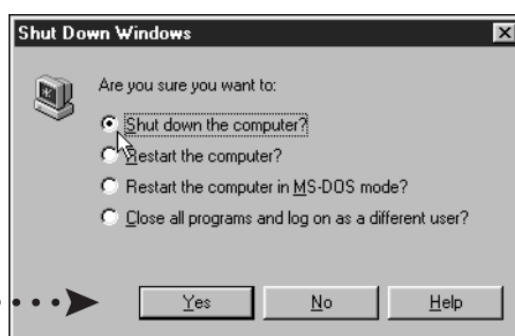 Shut Down Windows
Are you sure you want to:
Shut down the computer?
Restart the computer?
Restart the computer in MS-DOS mode?
Close all programs and log on as a different user?
Yes No Help